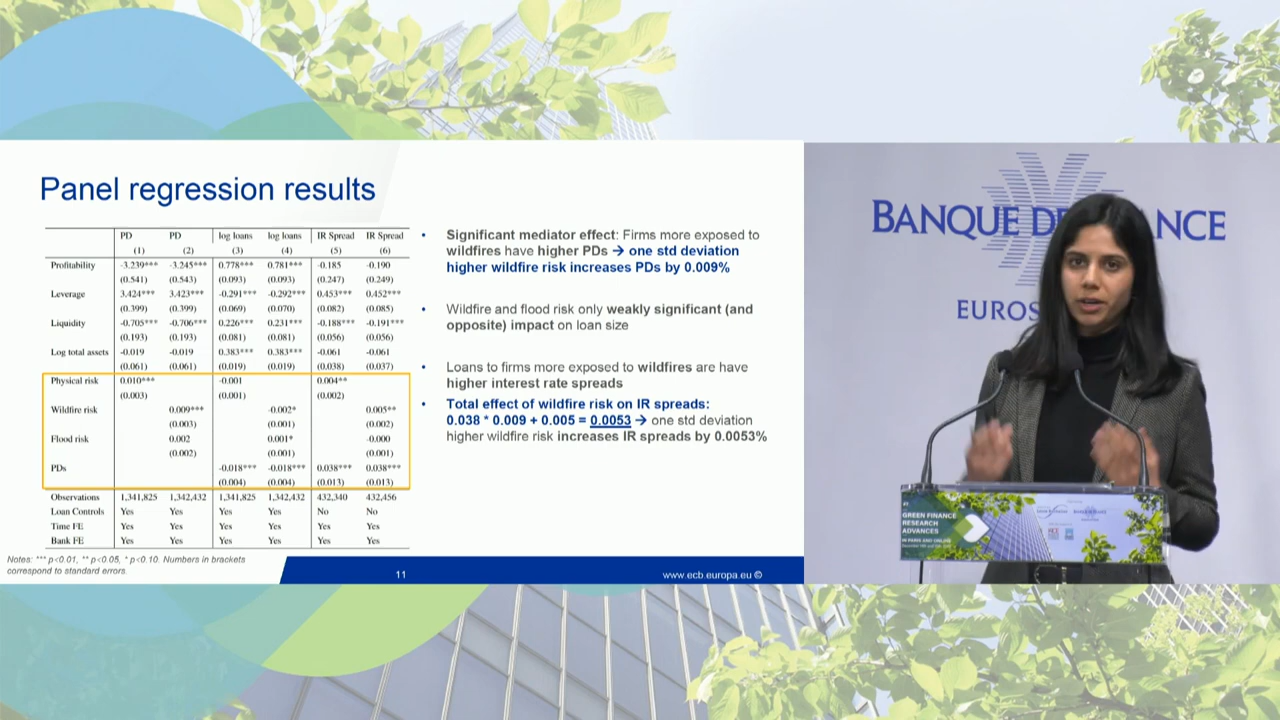 Panel regression results
PD PD log loans log loans IR Spread IR Spread
(1) (2) (3) (4) (5) (6)
Profitability -3.239*** -3.245*** 0.778*** 0.781*** -0.190
(0.541) (0.543) (0.093) (0.093) (0.247) (0.249)
Leverage 3.424*** 3.423*** -0.291*** -0.292*** 0.453*** 0.452***
(0.399) (0.399) (0.069) (0.070) (0.082) (0.085)
Liquidity -0.705*** -0.706*** 0.226*** 0.231*** -0.188*** -0.191***
(0.193) (0.193) (0.081) (0.081) (0.056) (0.056)
Log total assets -0.019 -0.019 0.383*** 0.383*** -0.061 -0.061
(0.061) (0.061) (0.019) (0.019) (0.038) (0.037)
Physical risk 0.010*** -0.001 0.004**
(0.003) (0.001) (0.002)
Wildfire risk 0.009*** -0.002* 0.005**
(0.003) (0.001) (0.002)
Flood risk 0.002 0.001* -0.000
(0.002) (0.001) (0.001)
PDs -0.018*** -0.018*** 0.038*** 0.038***
(0.004) (0.004) (0.013) (0.013)
Observations 1,341,825 1,342,432 1,341,825 1,342,432 432,340 432,456
Loan Controls Yes Yes Yes Yes No No
Time FE Yes Yes Yes Yes Yes Yes
Bank FE Yes Yes Yes Yes Yes Yes
Notes: *** p<0.01, ** p<0.05, * p<0.10. Numbers in brackets
correspond to standard errors.
• Significant mediator effect: Firms more exposed to
wildfires have higher PDs → one std deviation
higher wildfire risk increases PDs by 0.009%
• Wildfire and flood risk only weakly significant (and
opposite) impact on loan size
• Loans to firms more exposed to wildfires are have
higher interest rate spreads
• Total effect of wildfire risk on IR spreads:
0.038 * 0.009 + 0.005 = 0.0053 → one std deviation
higher wildfire risk increases IR spreads by 0.0053%
11
www.ecb.europa.eu ©
BANQUE DE
NCE
EUROS
GREEN FINANCE
RESEARCH
ADVANCES
IN PARIS AND ONLINE